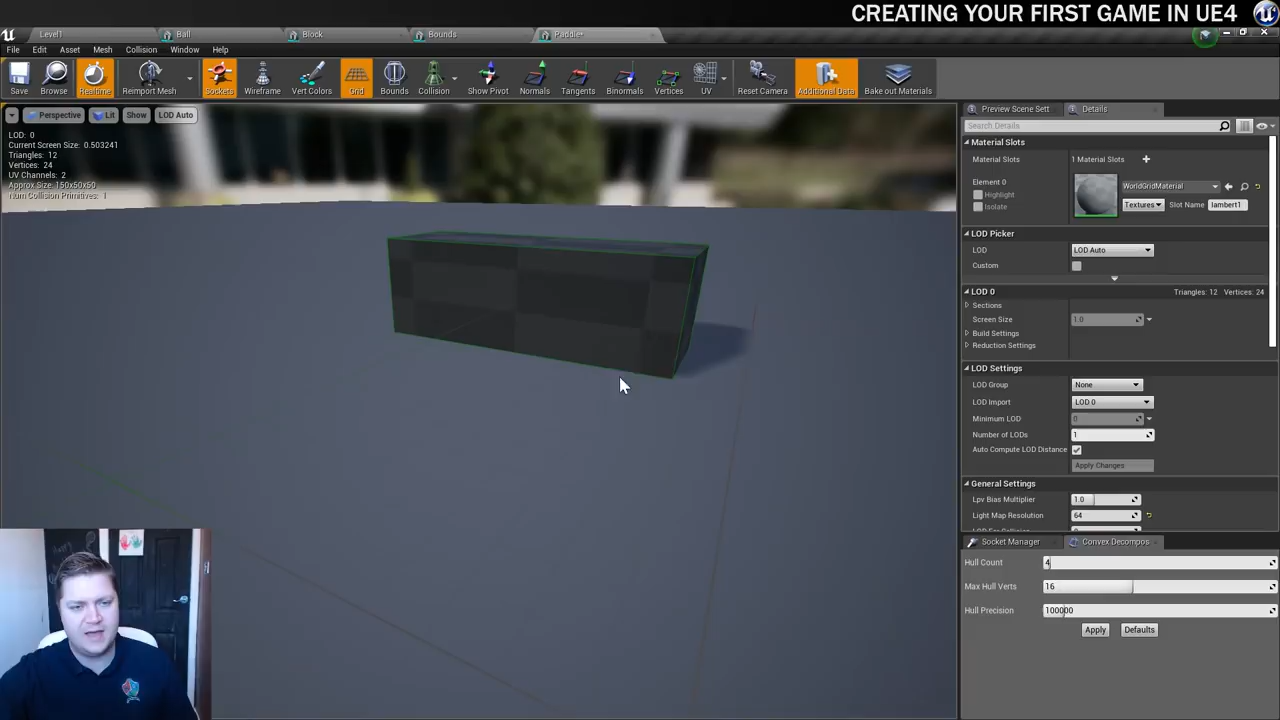 CREATING YOUR FIRST GAME IN UE4
Level1
Ball
Block
Bounds
Paddle*
File Edit Asset Mesh Collision Window Help
Save
Browse
Realtime
Reimport Mesh
Sockets
Wireframe
Vert Colors
Grid
Bounds
Collision
Show Pivot
Normals
Tangents
Binormals
Vertices
UV
Reset Camera
Additional Data
Bake out Materials
Perspective
Lit
Show
LOD Auto
LOD: 0
Current Screen Size: 0.503241
Triangles: 12
Vertices: 24
UV Channels: 2
Approx Size: 150x50x50
Num Collision Primitives: 1
Preview Scene Sett
Details
Search Details
Material Slots
Material Slots 1 Material Slots
Element 0
Highlight
Isolate
WorldGridMaterial
Textures
Slot Name lambert1
LOD Picker
LOD LOD Auto
Custom
LOD 0 Triangles: 12 Vertices: 24
Sections
Screen Size 1.0
Build Settings
Reduction Settings
LOD Settings
LOD Group None
LOD Import LOD 0
Minimum LOD 0
Number of LODs 1
Auto Compute LOD Distance
Apply Changes
General Settings
Lpv Bias Multiplier 1.0
Light Map Resolution 64
Socket Manager
Convex Decompos
Hull Count 4
Max Hull Verts 16
Hull Precision 100000
Apply
Defaults